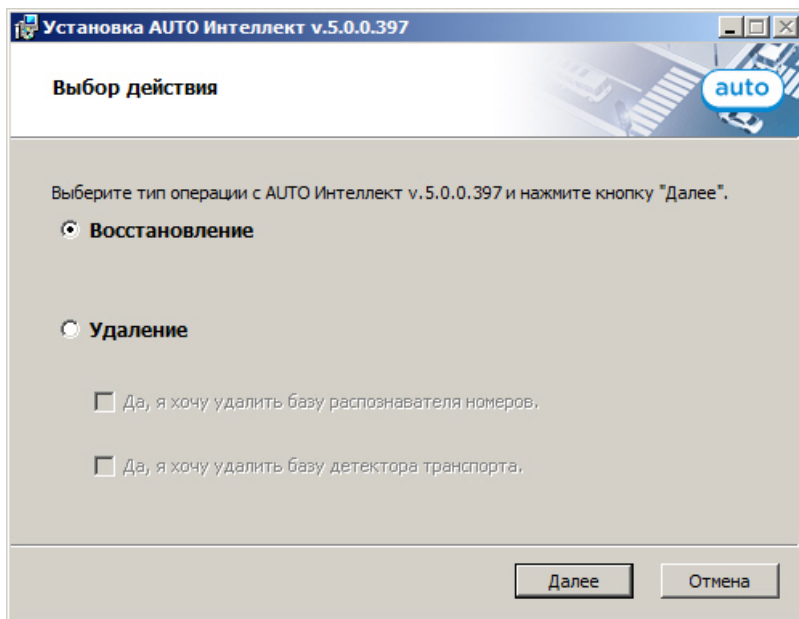 Установка AUTO Интеллект v.5.0.0.397
Выбор действия
auto
Выберите тип операции с AUTO Интеллект v.5.0.0.397 и нажмите кнопку "Далее".
Восстановление
Удаление
Да, я хочу удалить базу распознавателя номеров.
Да, я хочу удалить базу детектора транспорта.
Далее
Отмена